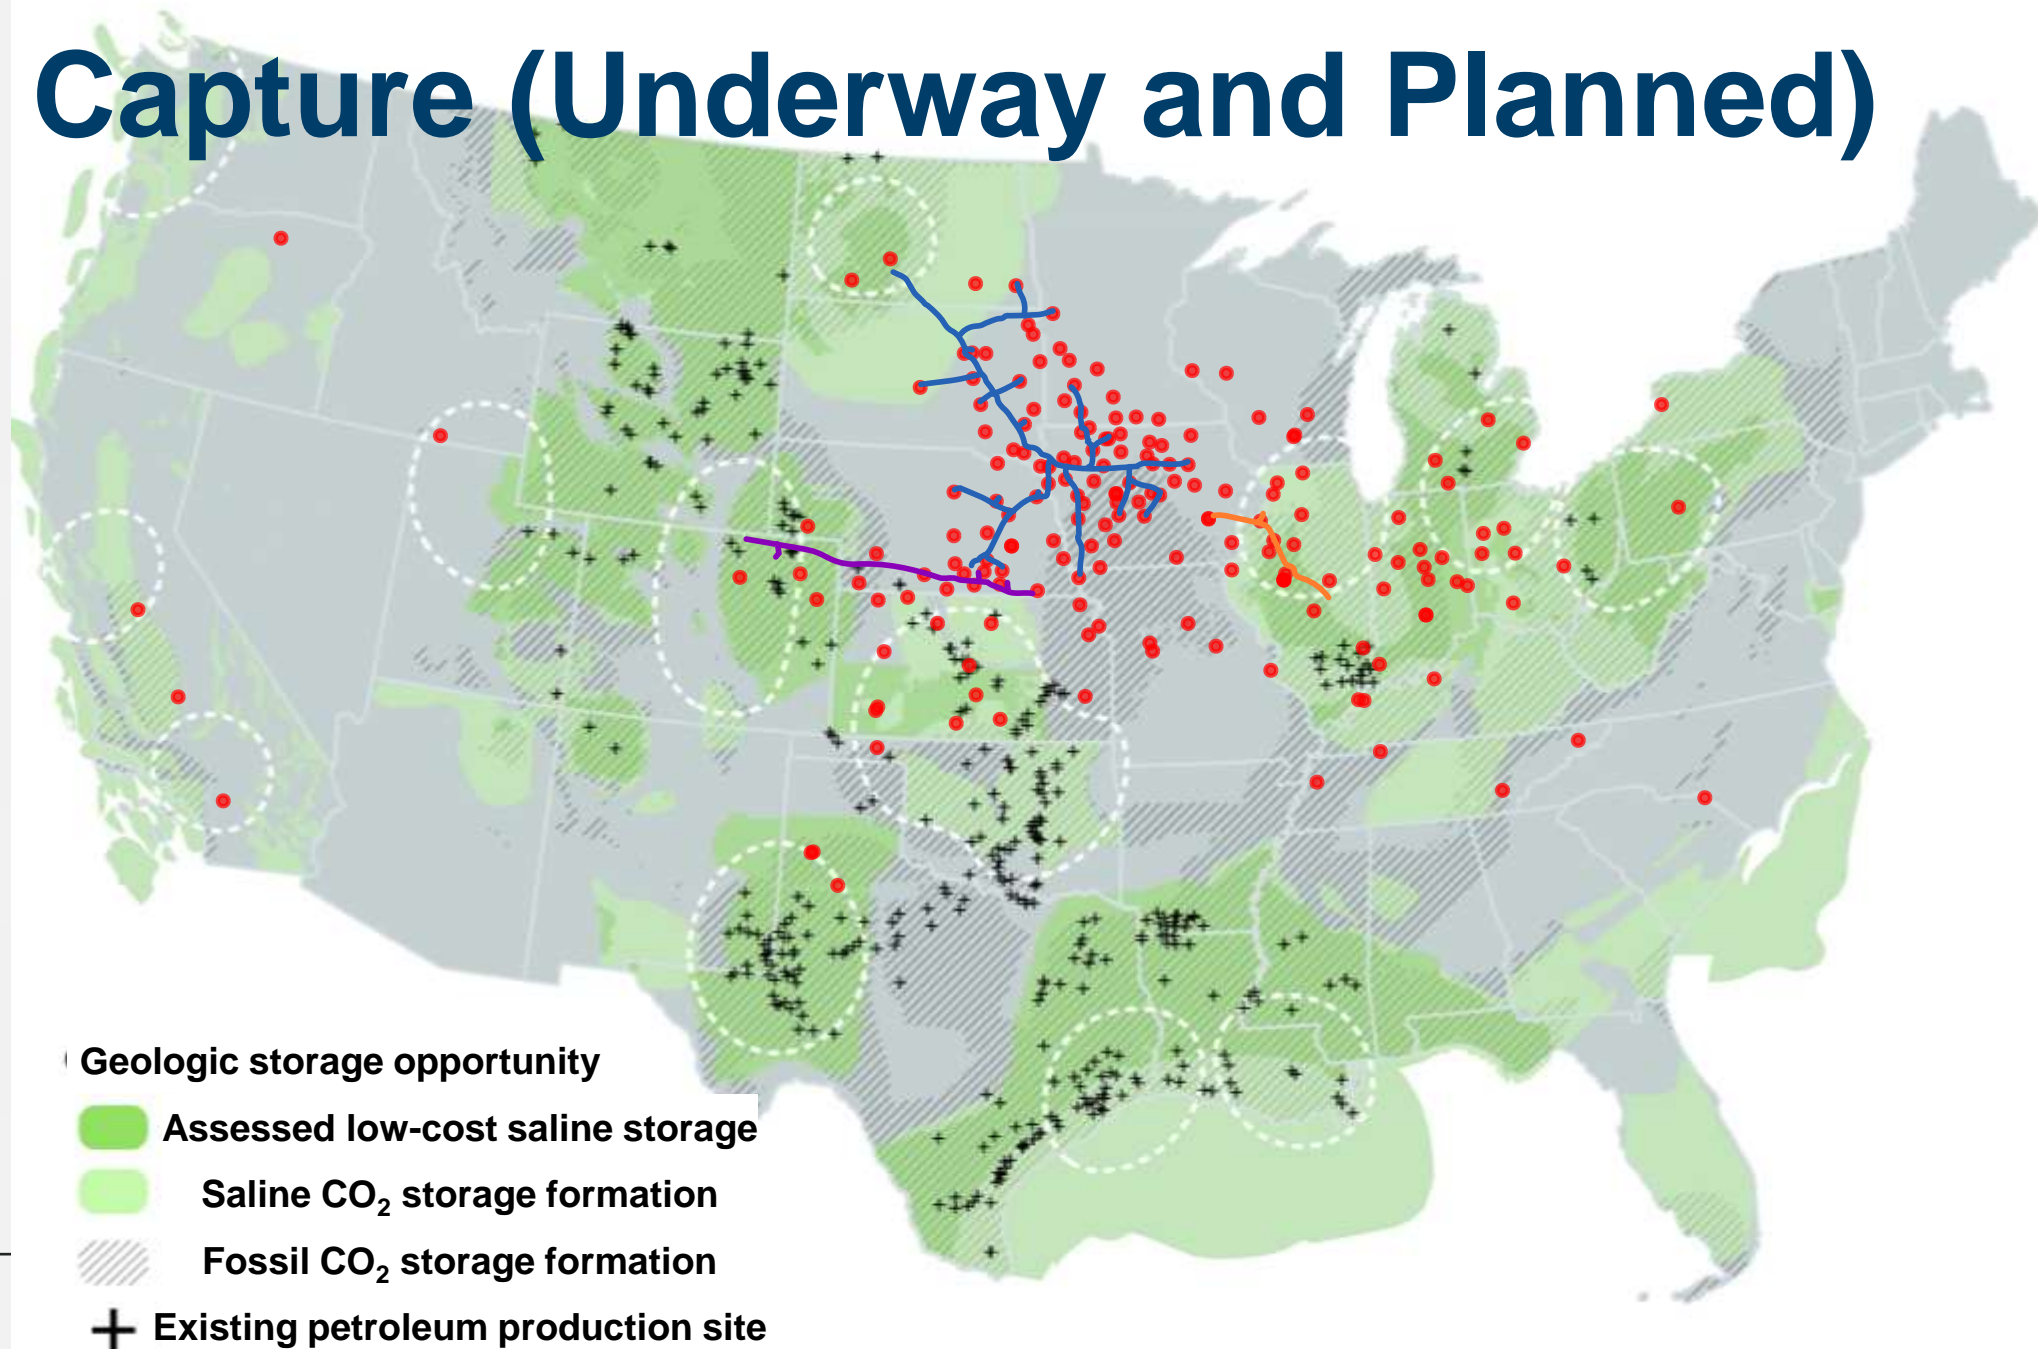 Capture (Underway and Planned)
Geologic storage opportunity
Assessed low-cost saline storage
Saline CO₂ storage formation
Fossil CO₂ storage formation
Existing petroleum production site